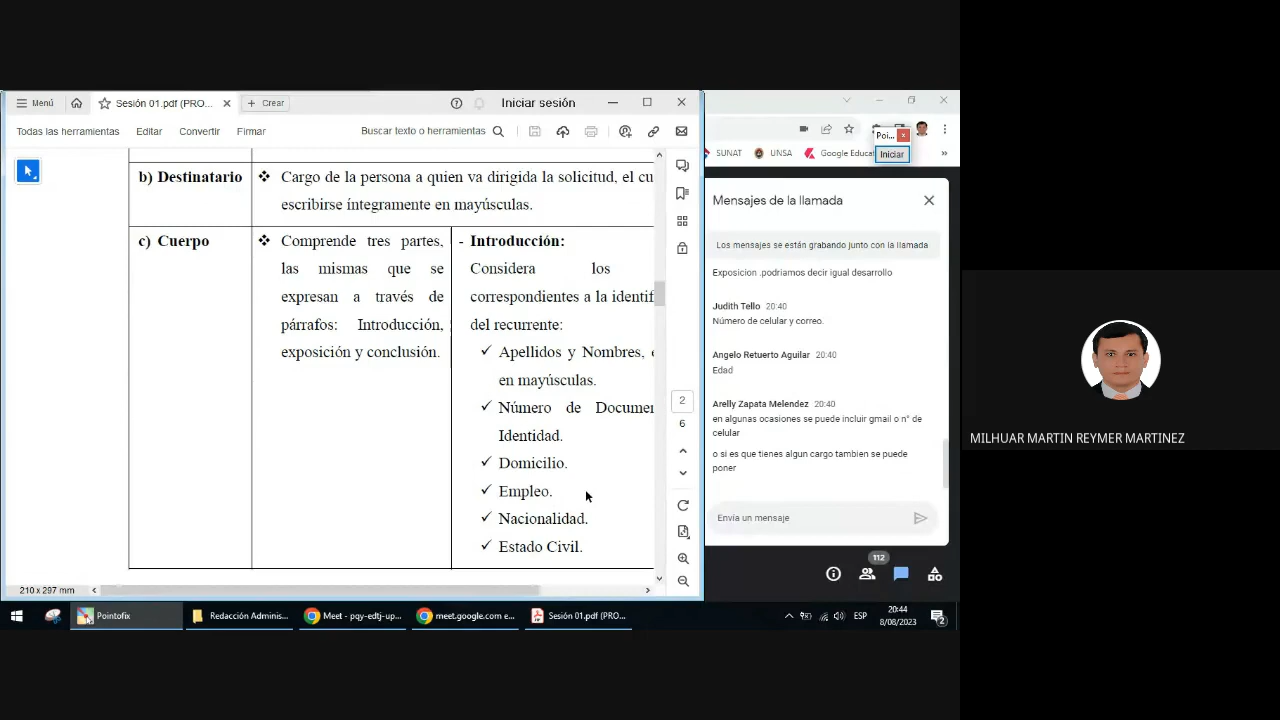 Menú
Sesión 01.pdf (PRO...
Crear
Iniciar sesión
Todas las herramientas
Editar
Convertir
Firmar
Buscar texto o herramientas
b) Destinatario
Cargo de la persona a quien va dirigida la solicitud, el cu
escribirse íntegramente en mayúsculas.
c) Cuerpo
Comprende tres partes,
las mismas que se
expresan a través de
párrafos: Introducción,
exposición y conclusión.
- Introducción:
Considera los
correspondientes a la identif
del recurrente:
✓ Apellidos y Nombres, e
en mayúsculas.
✓ Número de Documen
Identidad.
✓ Domicilio.
✓ Empleo.
✓ Nacionalidad.
✓ Estado Civil.
2
6
210 x 297 mm
Poi...
Iniciar
SUNAT
UNSA
Google Educat
»
Mensajes de la llamada
Los mensajes se están grabando junto con la llamada
Exposicion .podriamos decir igual desarrollo
Judith Tello 20:40
Número de celular y correo.
Angelo Retuerto Aguilar 20:40
Edad
Arelly Zapata Melendez 20:40
en algunas ocasiones se puede incluir gmail o n° de
celular
o si es que tienes algun cargo tambien se puede
poner
Envía un mensaje
112
MILHUAR MARTIN REYMER MARTINEZ
Pointofix
Redacción Adminis...
Meet - pqy-edtj-up...
meet.google.com e...
Sesión 01.pdf (PRO...
ESP
20:44
8/08/2023
2